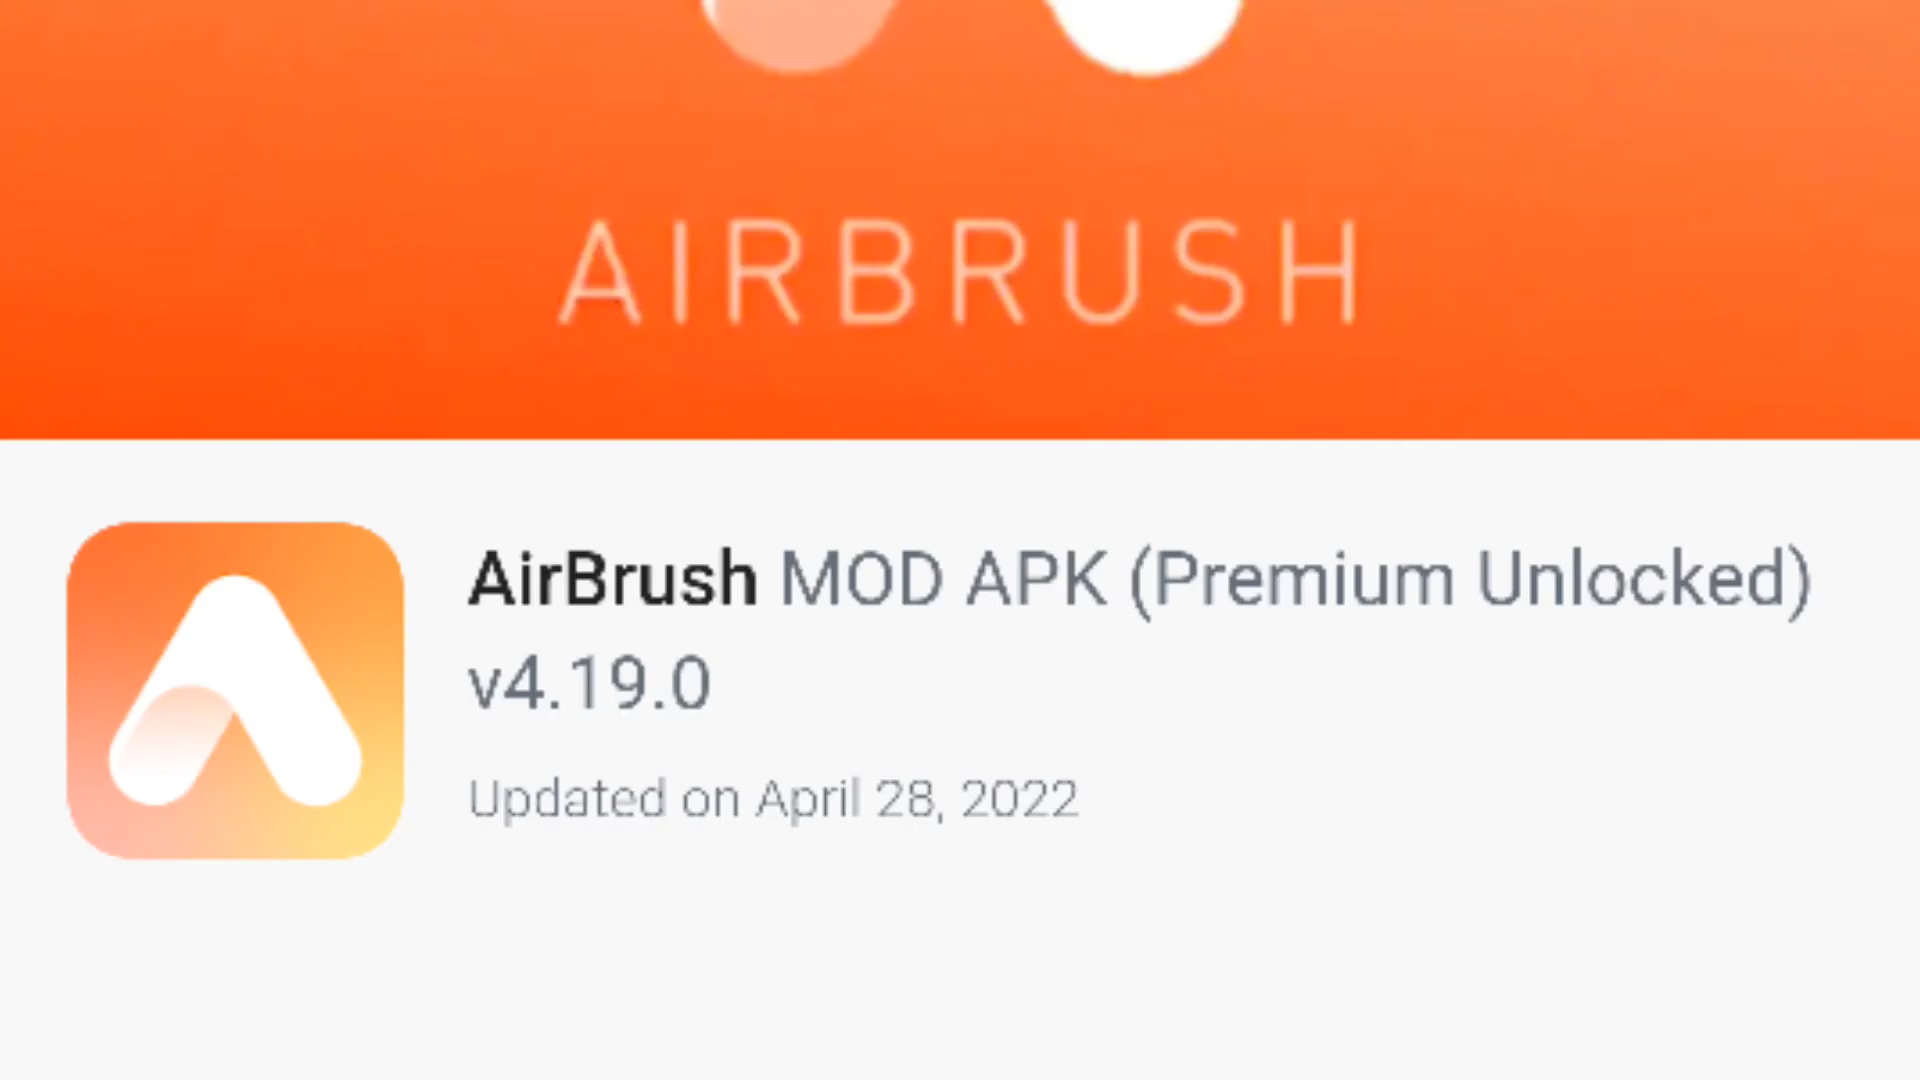 AIRBRUSH
AirBrush MOD APK (Premium Unlocked)
v4.19.0
Updated on April 28, 2022